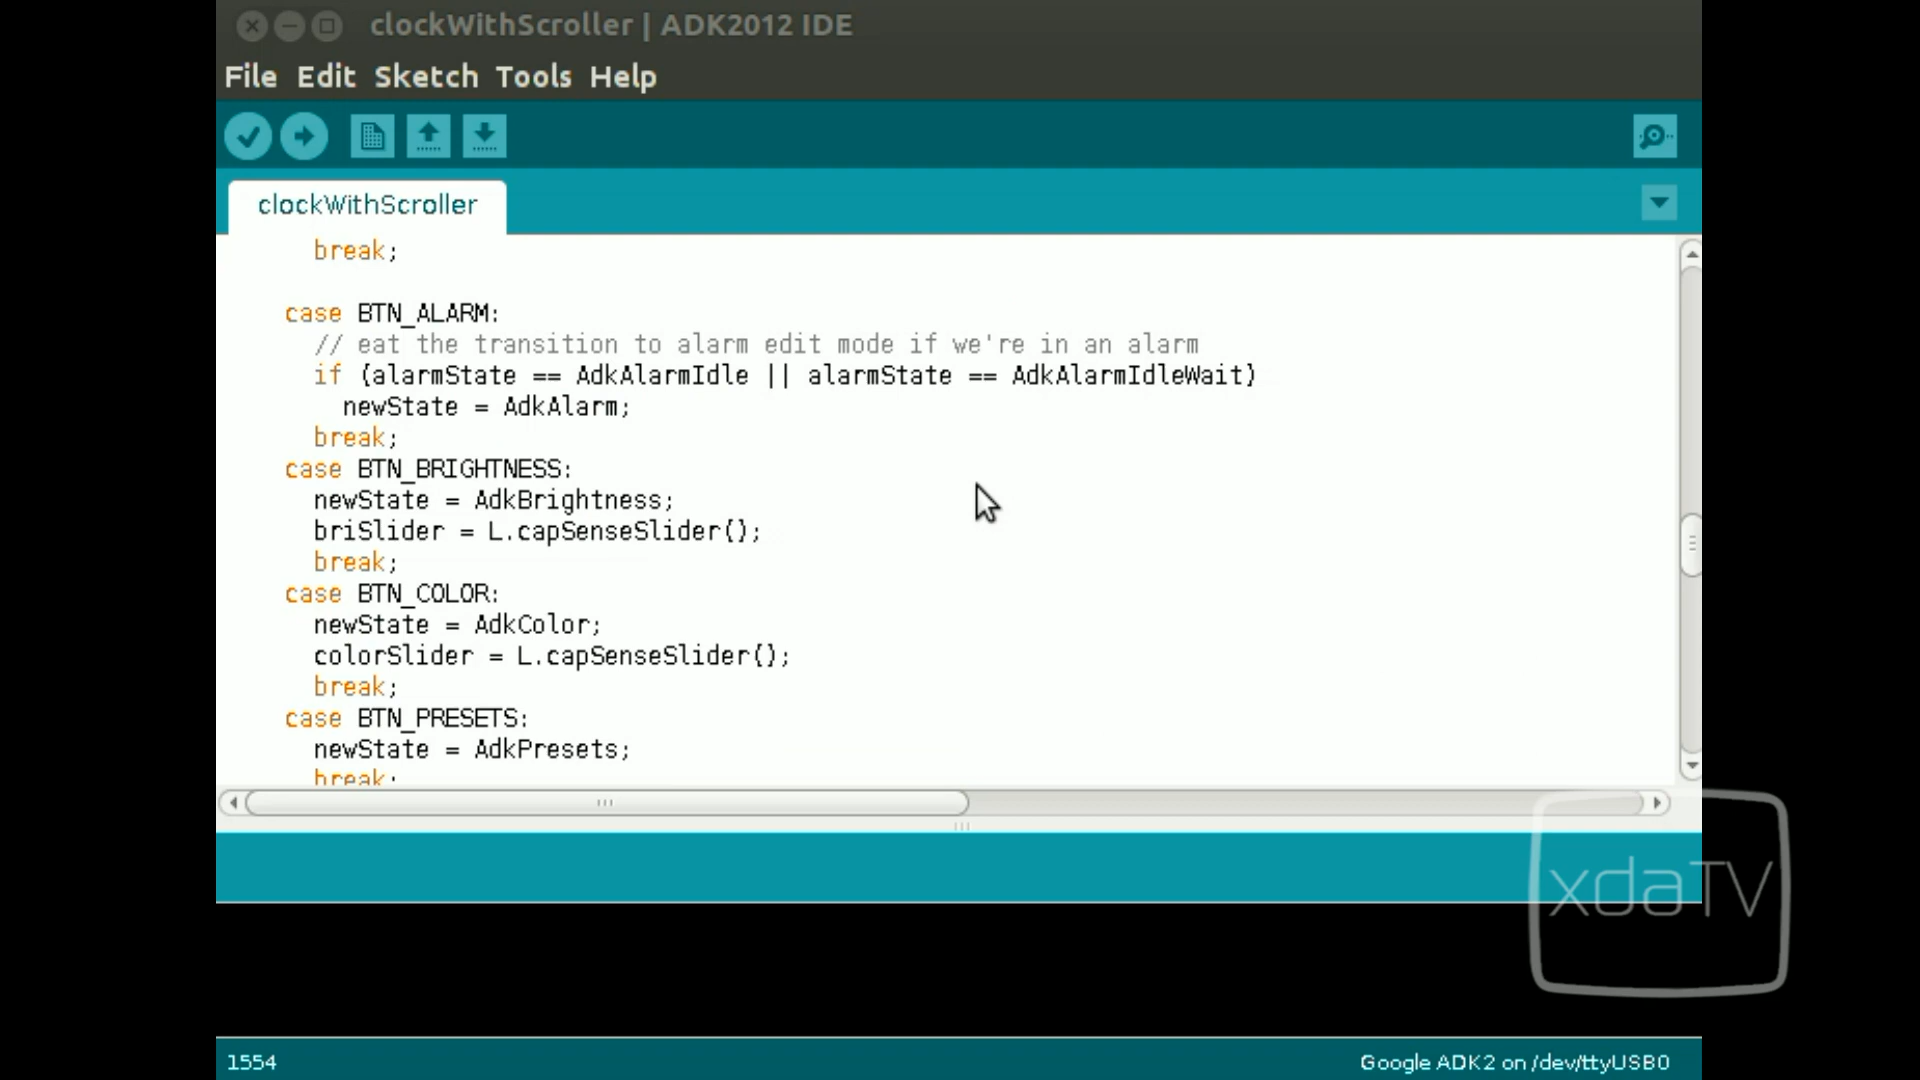 clockWithScroller | ADK2012 IDE
File Edit Sketch Tools Help
clockWithScroller
break;
case BTN_ALARM:
// eat the transition to alarm edit mode if we're in an alarm
if (alarmState == AdkAlarmIdle || alarmState == AdkAlarmIdleWait)
newState = AdkAlarm;
break;
case BTN_BRIGHTNESS:
newState = AdkBrightness;
briSlider = L.capSenseSlider();
break;
case BTN_COLOR:
newState = AdkColor;
colorSlider = L.capSenseSlider();
break;
case BTN_PRESETS:
newState = AdkPresets;
break;
xdaTV
1554
Google ADK2 on /dev/ttyUSB0